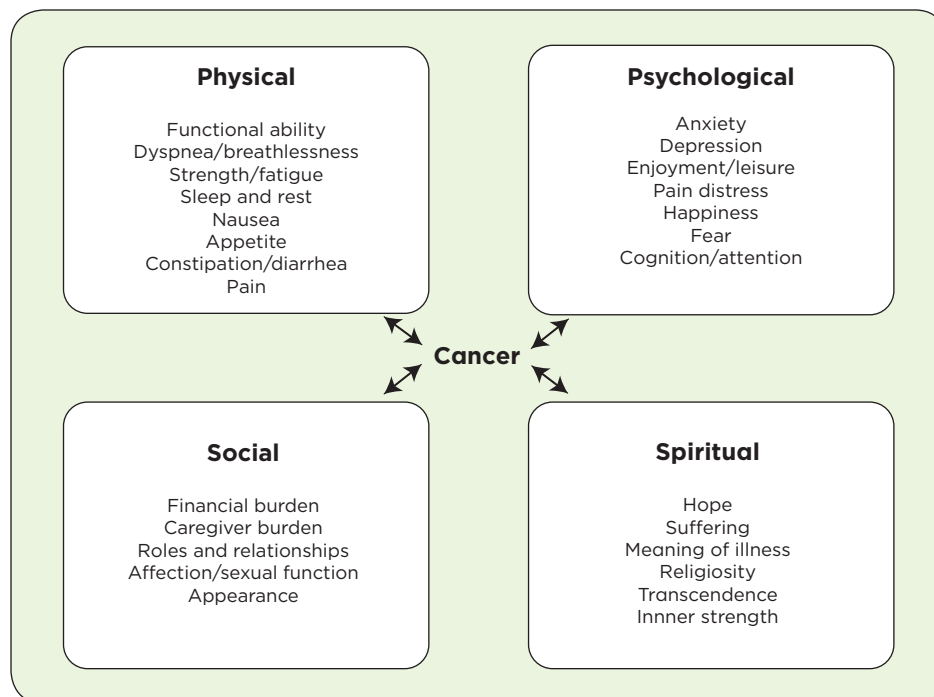 Physical
Functional ability
Dyspnea/breathlessness
Strength/fatigue
Sleep and rest
Nausea
Appetite
Constipation/diarrhea
Pain
Psychological
Anxiety
Depression
Enjoyment/leisure
Pain distress
Happiness
Fear
Cognition/attention
Cancer
Social
Financial burden
Caregiver burden
Roles and relationships
Affection/sexual function
Appearance
Spiritual
Hope
Suffering
Meaning of illness
Religiosity
Transcendence
Innner strength